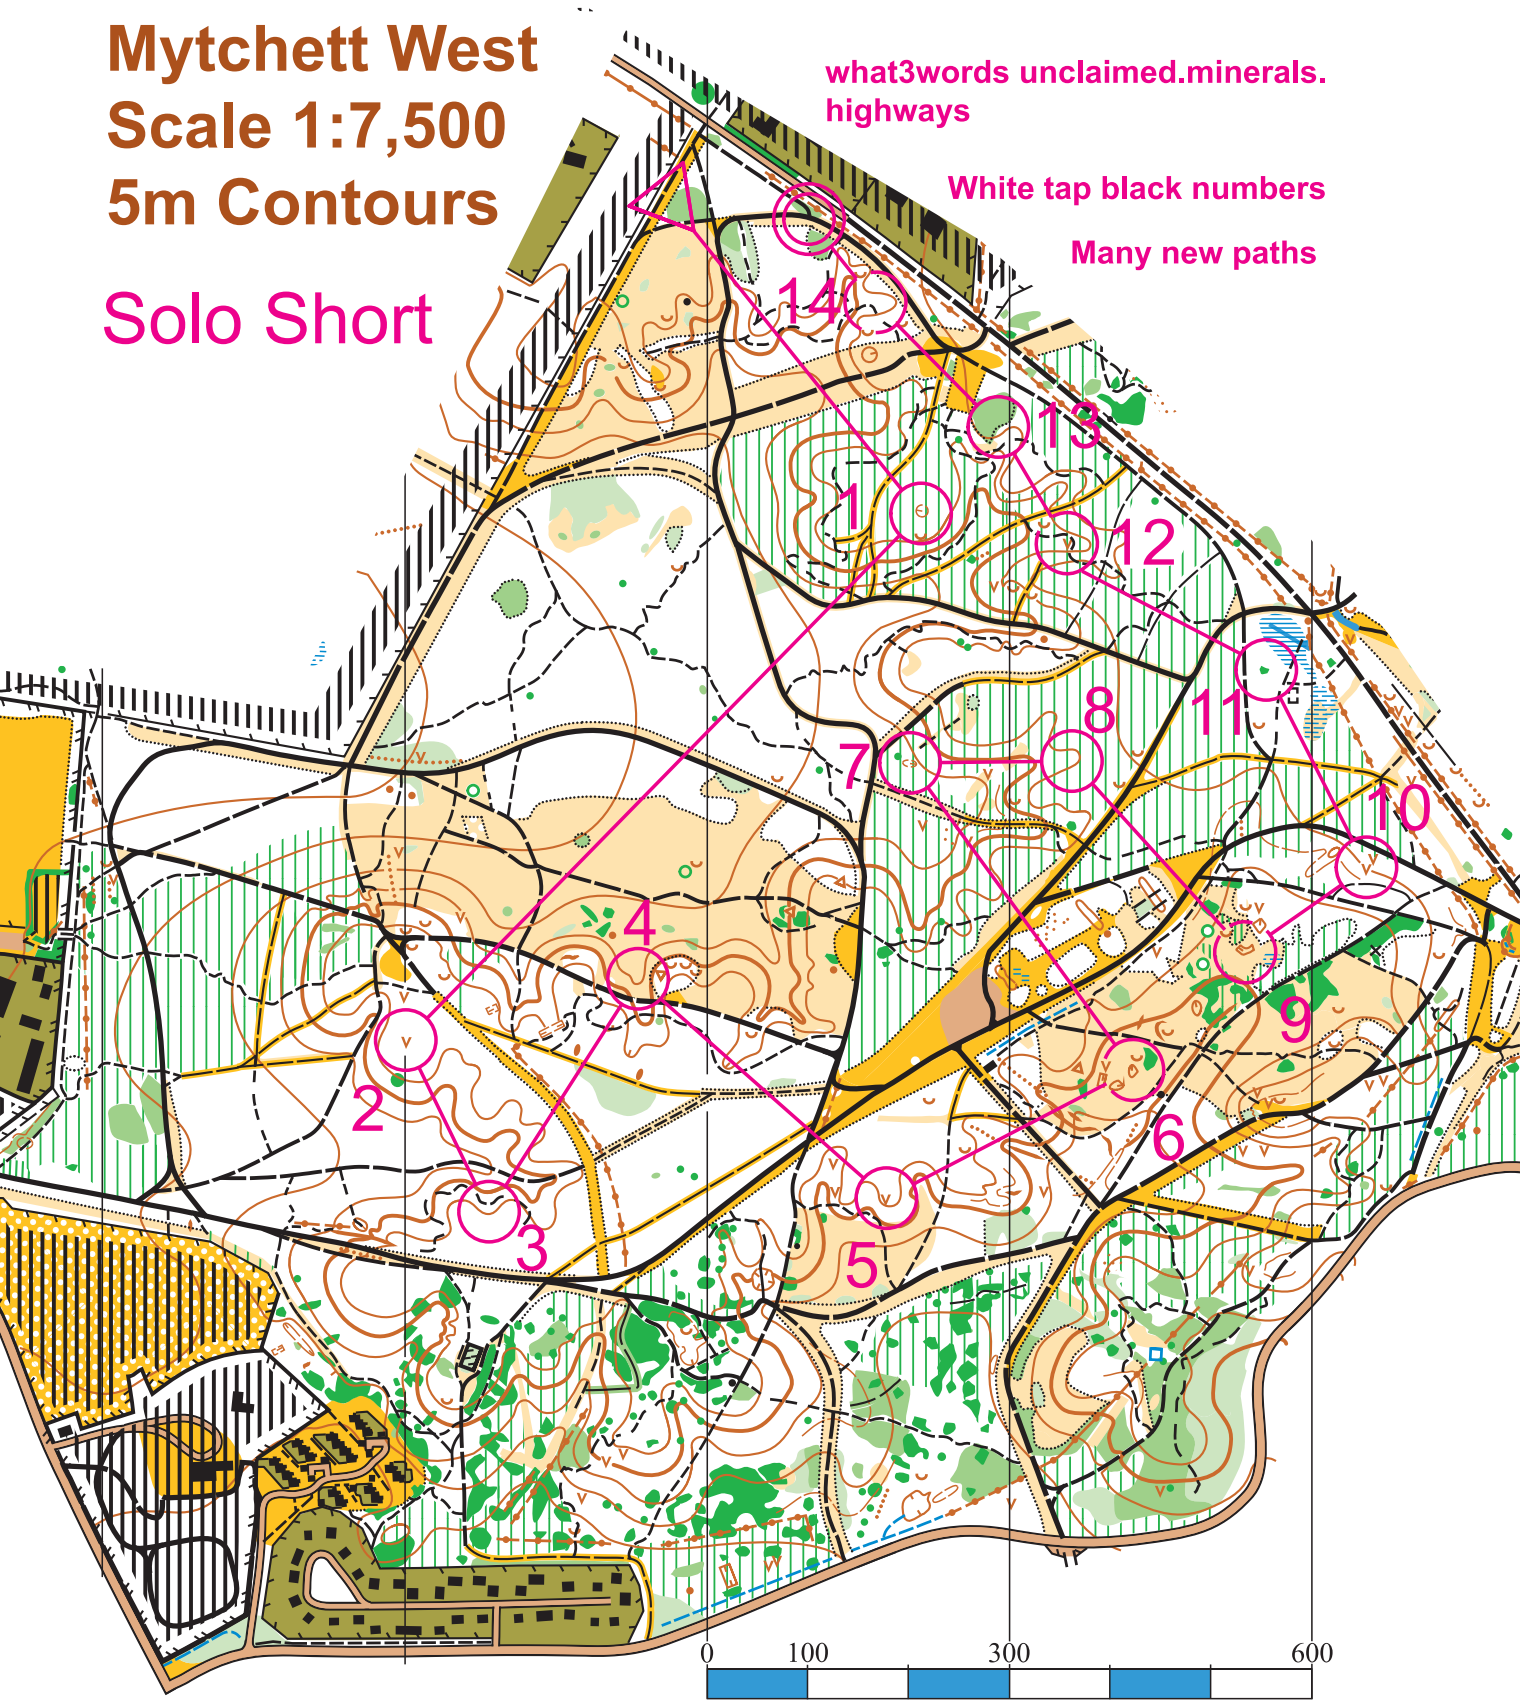 Mytchett West
Scale 1:7,500
5m Contours
Solo Short
what3words unclaimed.minerals.
highways
White tap black numbers
Many new paths
14
13
1
12
11
7
8
10
4
9
2
6
3
5
0 100 300 600